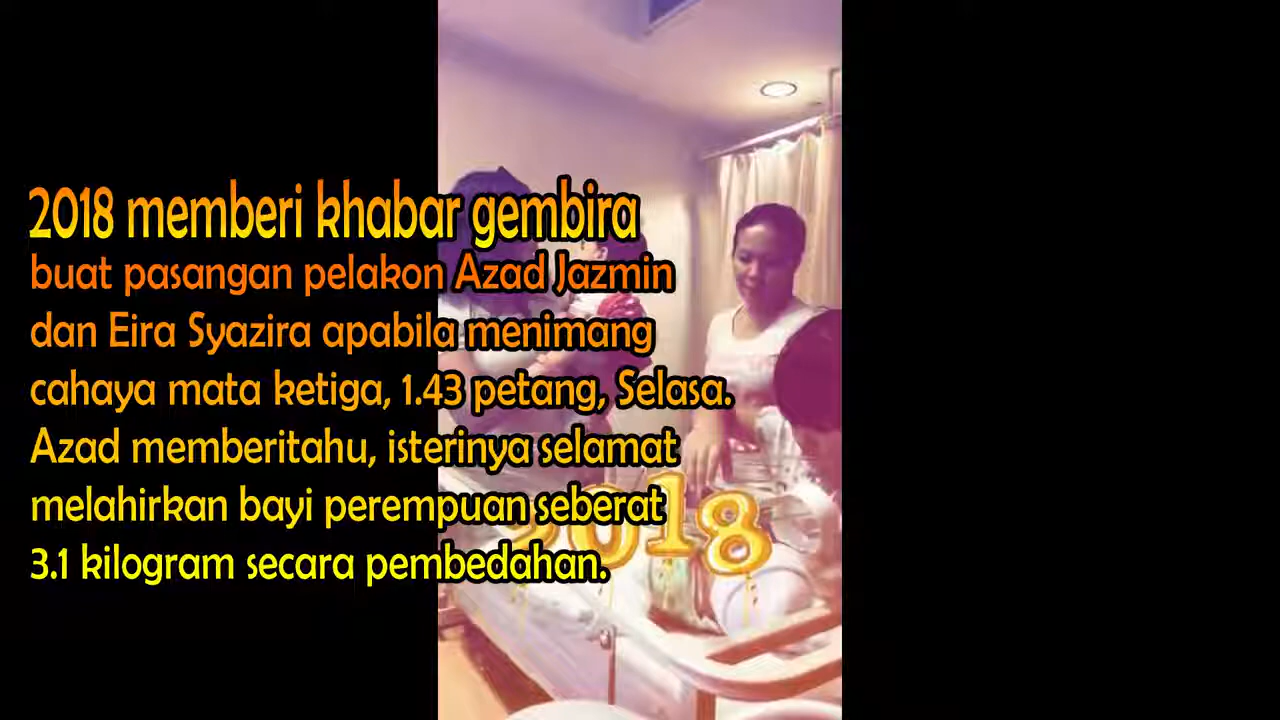 2018 memberi khabar gembira
buat pasangan pelakon Azad Jazmin
dan Eira Syazira apabila menimang
cahaya mata ketiga, 1.43 petang, Selasa.
Azad memberitahu, isterinya selamat
melahirkan bayi perempuan seberat
3.1 kilogram secara pembedahan.
2018